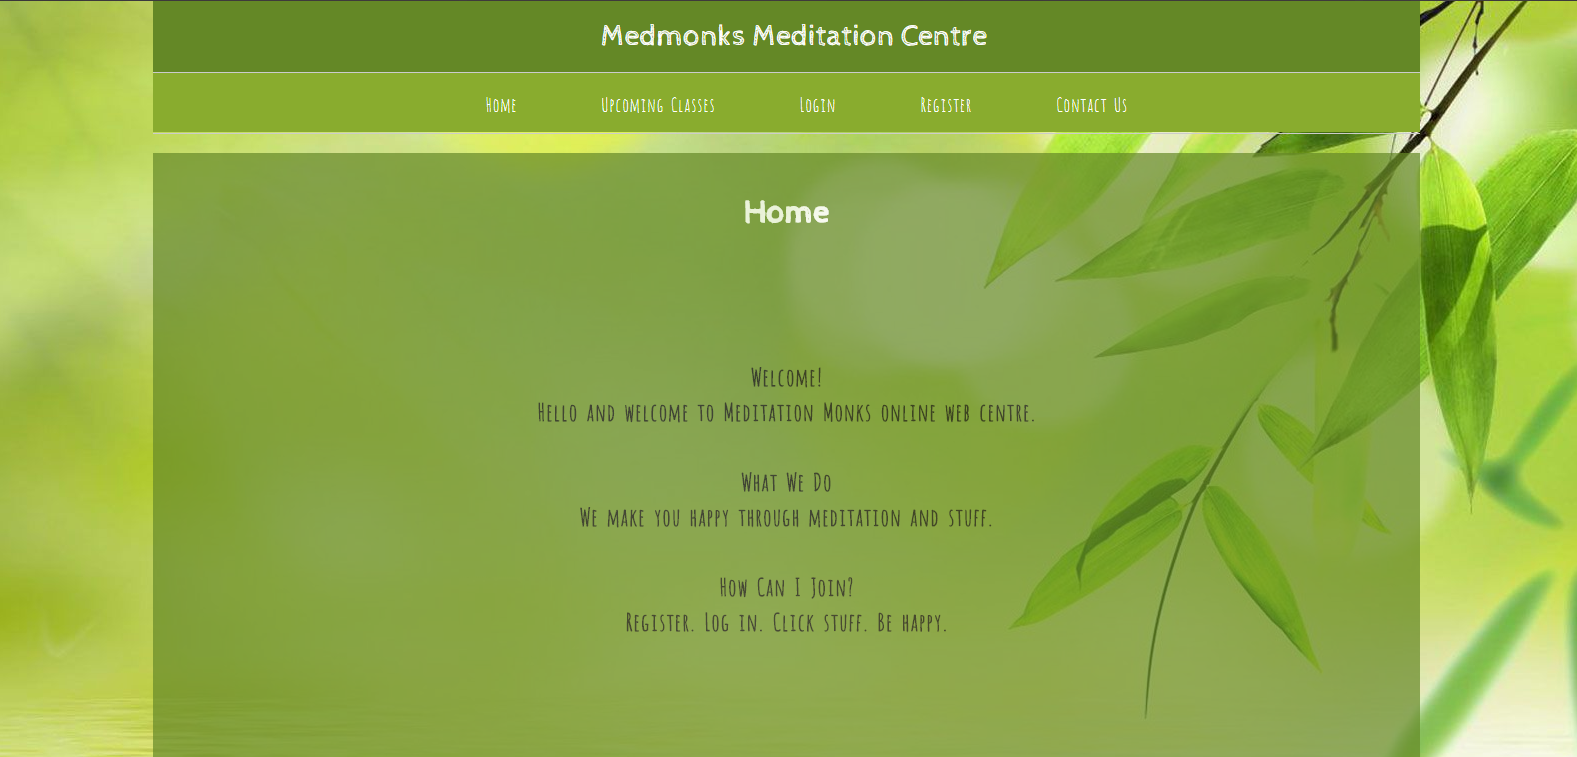 Medmonks Meditation Centre
Home Upcoming Classes Login Register Contact Us
Home
Welcome!
Hello and welcome to Meditation Monks online web centre.
What We Do
We make you happy through meditation and stuff.
How Can I Join?
Register. Log in. Click stuff. Be happy.